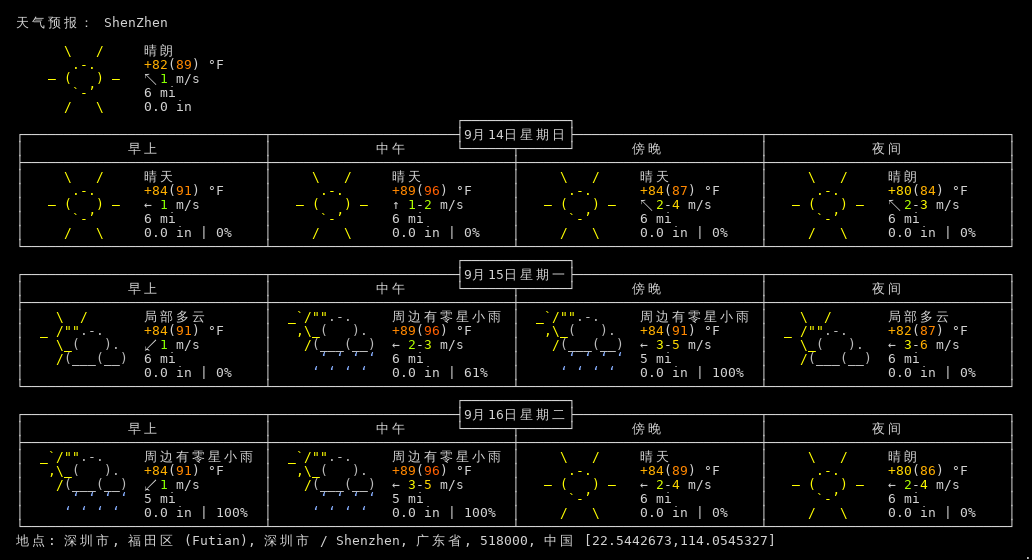 天气预报： ShenZhen
晴朗
+82(89) °F
↖ 1 m/s
6 mi
0.0 in
9月14日星期日
早上 中午 傍晚 夜间
晴天 晴天 晴天 晴朗
+84(91) °F +89(96) °F +84(87) °F +80(84) °F
← 1 m/s ↑ 1-2 m/s ↖ 2-4 m/s ↖ 2-3 m/s
6 mi 6 mi 6 mi 6 mi
0.0 in | 0% 0.0 in | 0% 0.0 in | 0% 0.0 in | 0%
9月15日星期一
早上 中午 傍晚 夜间
局部多云 周边有零星小雨 周边有零星小雨 局部多云
+84(91) °F +89(96) °F +84(91) °F +82(87) °F
↙ 1 m/s ← 2-3 m/s ← 3-5 m/s ← 3-6 m/s
6 mi 6 mi 5 mi 6 mi
0.0 in | 0% 0.0 in | 61% 0.0 in | 100% 0.0 in | 0%
9月16日星期二
早上 中午 傍晚 夜间
周边有零星小雨 周边有零星小雨 晴天 晴朗
+84(91) °F +89(96) °F +84(89) °F +80(86) °F
↙ 1 m/s ← 3-5 m/s ← 2-4 m/s ← 2-4 m/s
5 mi 5 mi 6 mi 6 mi
0.0 in | 100% 0.0 in | 100% 0.0 in | 0% 0.0 in | 0%
地点: 深圳市, 福田区 (Futian), 深圳市 / Shenzhen, 广东省, 518000, 中国 [22.5442673,114.0545327]